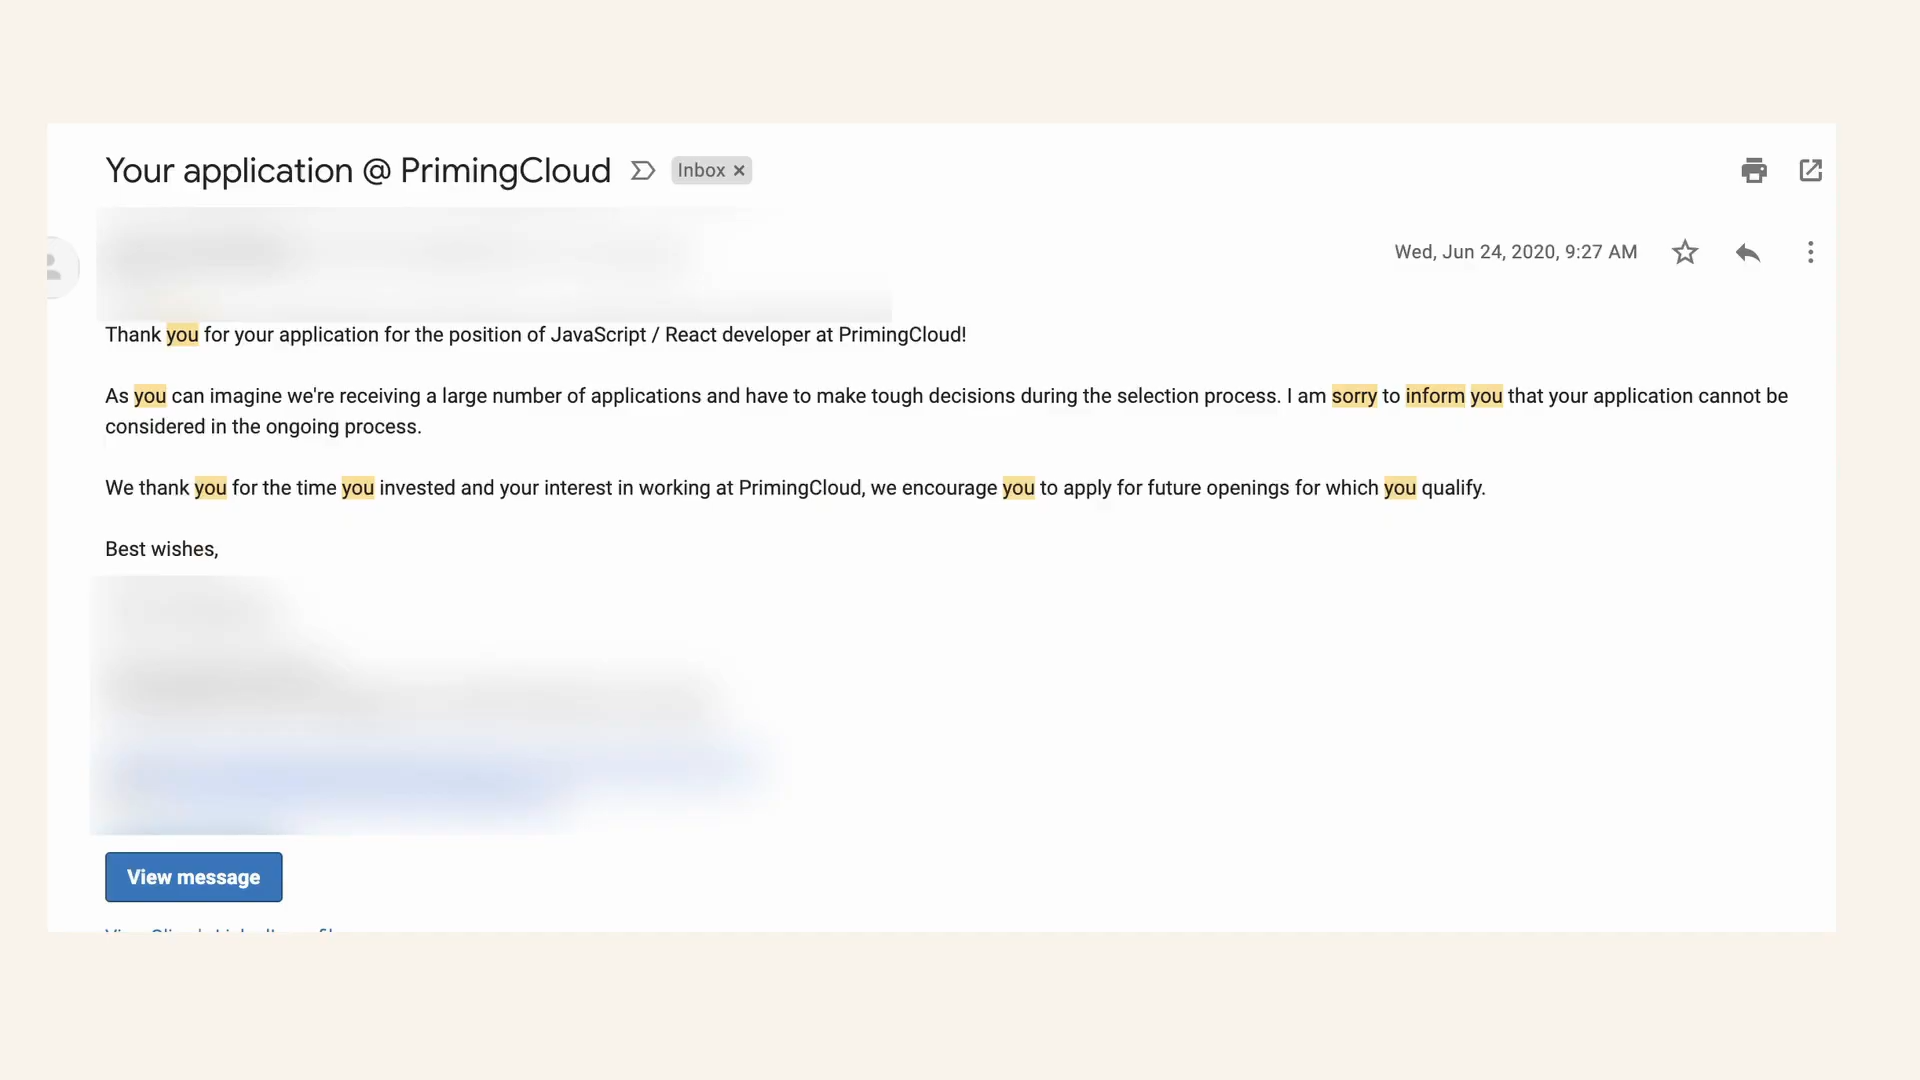 Your application @ PrimingCloud Inbox ×
Wed, Jun 24, 2020, 9:27 AM
Thank you for your application for the position of JavaScript / React developer at PrimingCloud!
As you can imagine we're receiving a large number of applications and have to make tough decisions during the selection process. I am sorry to inform you that your application cannot be
considered in the ongoing process.
We thank you for the time you invested and your interest in working at PrimingCloud, we encourage you to apply for future openings for which you qualify.
Best wishes,
View message